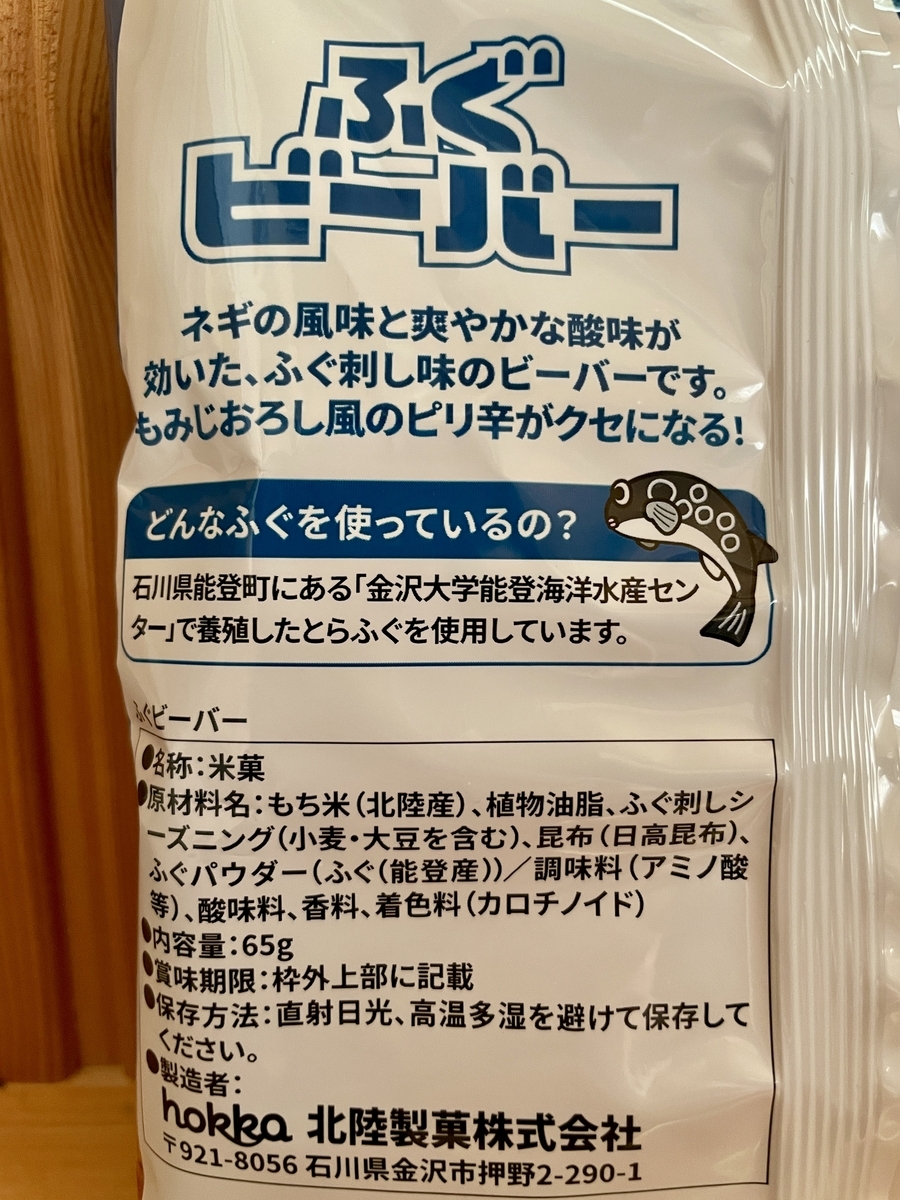 ふぐ
ビーバー
ネギの風味と爽やかな酸味が
効いた、ふぐ刺し味のビーバーです。
もみじおろし風のピリ辛がクセになる!
どんなふぐを使っているの？
石川県能登町にある「金沢大学能登海洋水産セン
ター」で養殖したとらふぐを使用しています。
ふぐビーバー
●名称：米菓
●原材料名：もち米（北陸産）、植物油脂、ふぐ刺しシ
ーズニング（小麦・大豆を含む）、昆布（日高昆布）、
ふぐパウダー（ふぐ（能登産））／調味料（アミノ酸
等）、酸味料、香料、着色料（カロチノイド）
●内容量：65g
●賞味期限：枠外上部に記載
●保存方法：直射日光、高温多湿を避けて保存して
ください。
●製造者：
hokka 北陸製菓株式会社
〒921-8056 石川県金沢市押野2-290-1